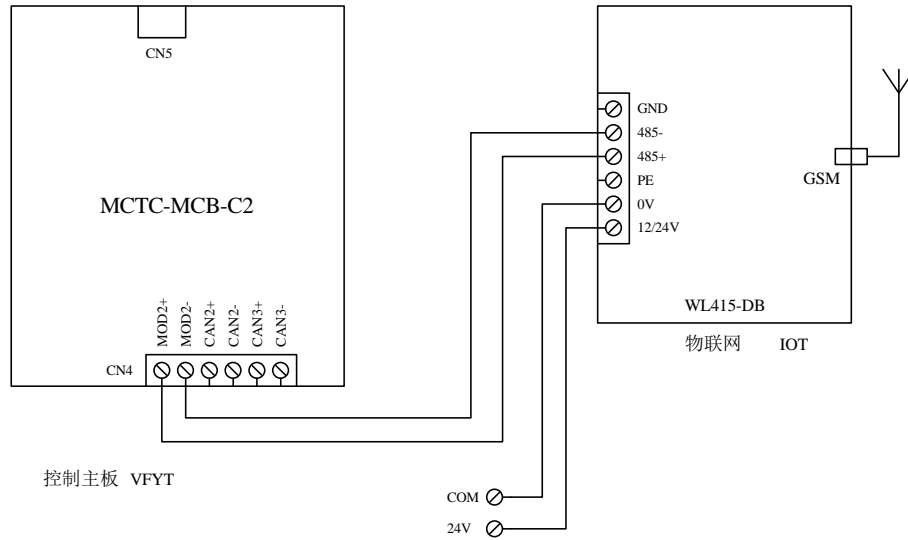 CN5
MCTC-MCB-C2
MOD2+
MOD2-
CAN2+
CAN2-
CAN3+
CAN3-
CN4
控制主板 VFYT
GND
485-
485+
PE
0V
12/24V
GSM
WL415-DB
物联网 IOT
COM
24V